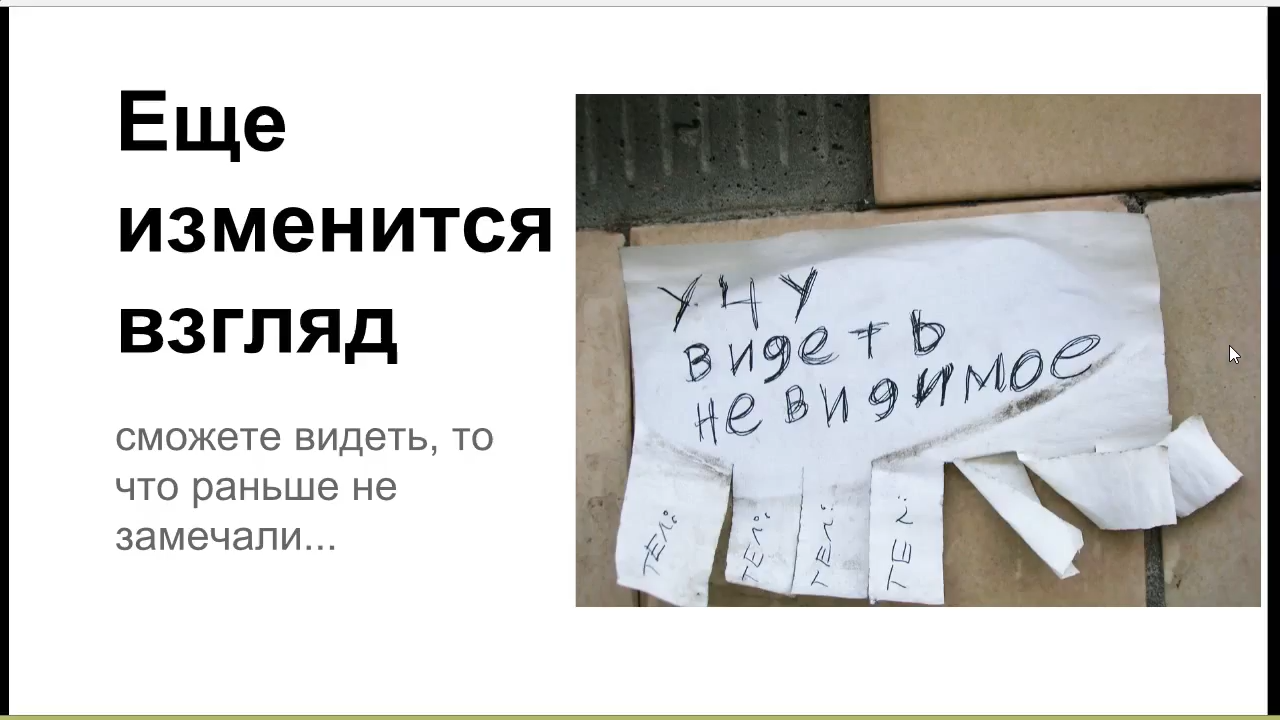 Еще
изменится
взгляд
сможете видеть, то
что раньше не
замечали...
УЧУ
видеть
невидимое
ТЕЛ:
ТЕЛ:
ТЕЛ:
ТЕЛ: